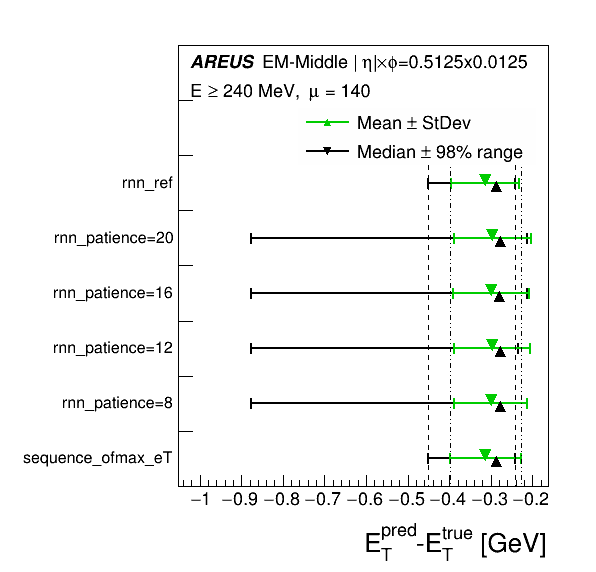 AREUS EM-Middle | η|×ϕ=0.5125x0.0125
E ≥ 240 MeV, μ = 140
Mean ± StDev
Median ± 98% range
rnn_ref
rnn_patience=20
rnn_patience=16
rnn_patience=12
rnn_patience=8
sequence_ofmax_eT
−1 −0.9 −0.8 −0.7 −0.6 −0.5 −0.4 −0.3 −0.2
E_T^pred-E_T^true [GeV]